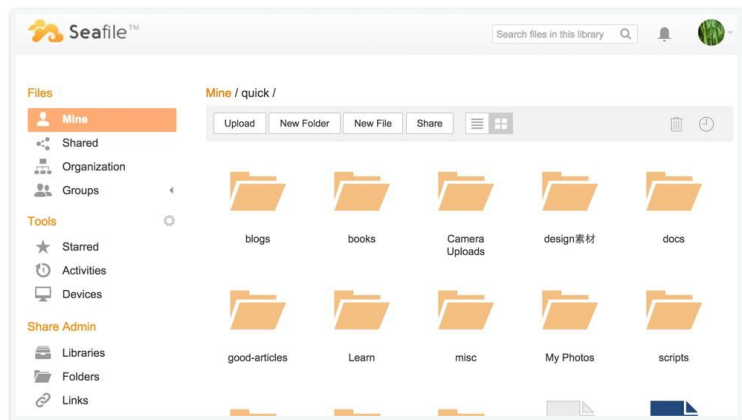 Seafile™
Search files in this library
Files
Mine
Shared
Organization
Groups
Tools
Starred
Activities
Devices
Share Admin
Libraries
Folders
Links
Mine / quick /
Upload New Folder New File Share
blogs books Camera Uploads design素材 docs
good-articles Learn misc My Photos scripts